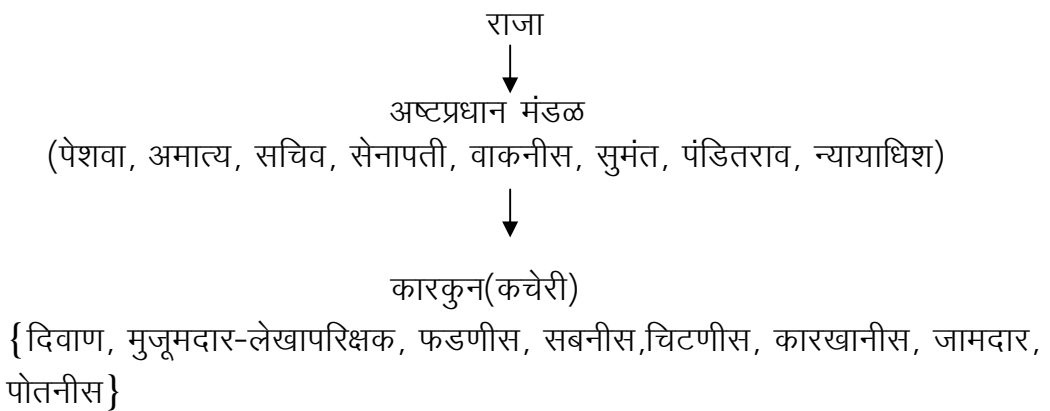 राजा
अष्टप्रधान मंडळ
(पेशवा, अमात्य, सचिव, सेनापती, वाकनीस, सुमंत, पंडितराव, न्यायाधिश)
कारकुन(कचेरी)
{दिवाण, मुजूमदार-लेखापरिक्षक, फडणीस, सबनीस,चिटणीस, कारखानीस, जामदार,
पोतनीस}